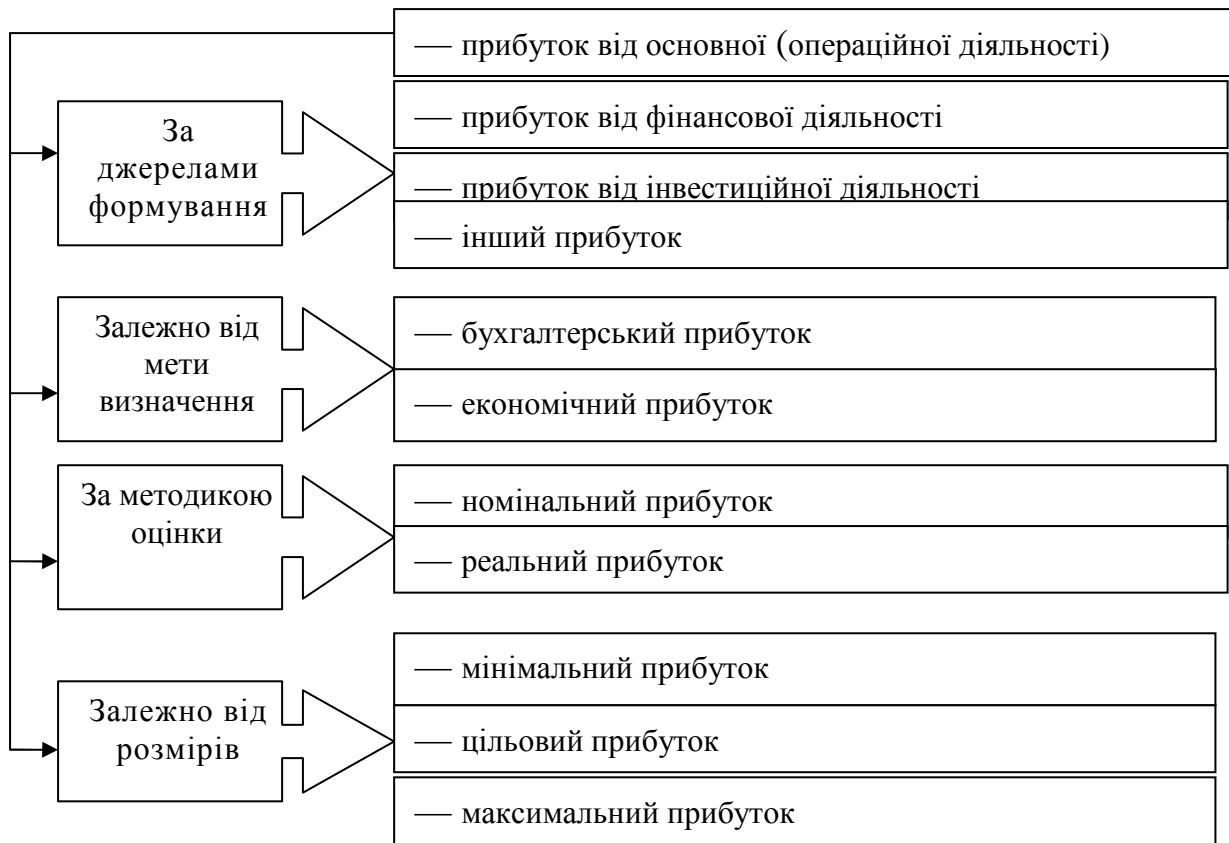 За
джерелами
формування
— прибуток від основної (операційної діяльності)
— прибуток від фінансової діяльності
— прибуток від інвестиційної діяльності
— інший прибуток
Залежно від
мети
визначення
— бухгалтерський прибуток
— економічний прибуток
За методикою
оцінки
— номінальний прибуток
— реальний прибуток
Залежно від
розмірів
— мінімальний прибуток
— цільовий прибуток
— максимальний прибуток